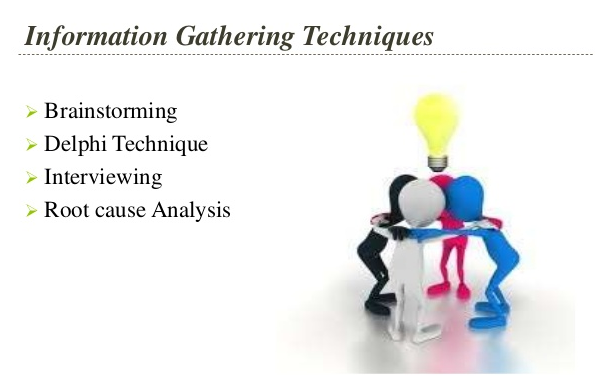 Information Gathering Techniques
Brainstorming
Delphi Technique
Interviewing
Root cause Analysis